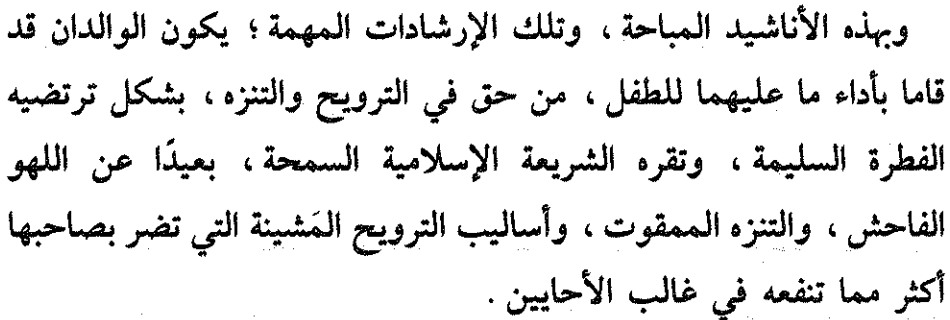 وبهذه الأناشيد المباحة ، وتلك الإرشادات المهمة ؛ يكون الوالدان قد
قاما بأداء ما عليهما للطفل ، من حق في الترويح والتنزه ، بشكل ترتضيه
الفطرة السليمة ، وتقره الشريعة الإسلامية السمحة ، بعيدًا عن اللهو
الفاحش ، والتنزه الممقوت ، وأساليب الترويح المَشينة التي تضر بصاحبها
أكثر مما تنفعه في غالب الأحايين .